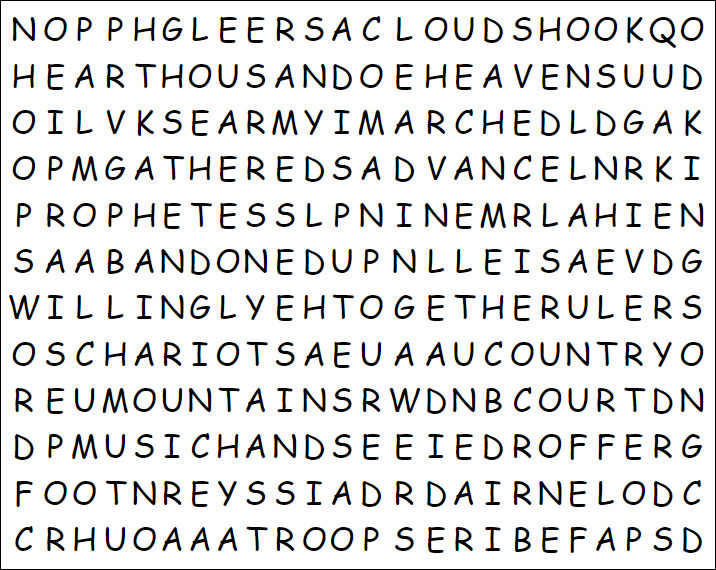 NOPPHGLEERSACLOUDSHOOKQO
HEARTHOUSANDOEHEAVENSUUD
OILVKSEARMYIMARCHEDLDGAK
OPMGATHEREDSADVANCELNRKI
PROPHETESSLPNINEMRLAHIEN
SAABANDONEDUPNLLEISAEVDG
WILLINGLYEHTOGETHERULERS
OSCHARIOTSAEUAAUCOUNTRYO
REUMOUNTAINSRWDNBCOURTDN
DPMUSICHANDSEEIEDROFFERG
FOOTNREYSSIADRDAIRNELODC
CRHUOAAATROOPSERIBEFAPSD